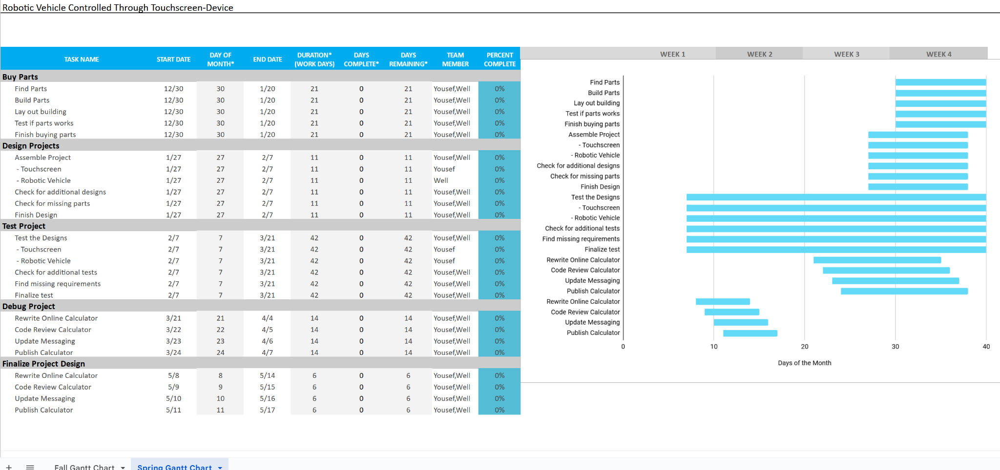 Robotic Vehicle Controlled Through Touchscreen-Device
TASK NAME START DATE DAY OF MONTH* END DATE DURATION* (WORK DAYS) DAYS COMPLETE* DAYS REMAINING* TEAM MEMBER PERCENT COMPLETE
Buy Parts
Find Parts 12/30 30 1/20 21 0 21 Yousef,Well 0%
Build Parts 12/30 30 1/20 21 0 21 Yousef,Well 0%
Lay out building 12/30 30 1/20 21 0 21 Yousef,Well 0%
Test if parts works 12/30 30 1/20 21 0 21 Yousef,Well 0%
Finish buying parts 12/30 30 1/20 21 0 21 Yousef,Well 0%
Design Projects
Assemble Project 1/27 27 2/7 11 0 11 Yousef,Well 0%
- Touchscreen 1/27 27 2/7 11 0 11 Yousef 0%
- Robotic Vehicle 1/27 27 2/7 11 0 11 Well 0%
Check for additional designs 1/27 27 2/7 11 0 11 Yousef,Well 0%
Check for missing parts 1/27 27 2/7 11 0 11 Yousef,Well 0%
Finish Design 1/27 27 2/7 11 0 11 Yousef,Well 0%
Test Project
Test the Designs 2/7 7 3/21 42 0 42 Yousef,Well 0%
- Touchscreen 2/7 7 3/21 42 0 42 Yousef 0%
- Robotic Vehicle 2/7 7 3/21 42 0 42 Yousef 0%
Check for additional tests 2/7 7 3/21 42 0 42 Yousef,Well 0%
Find missing requirements 2/7 7 3/21 42 0 42 Yousef,Well 0%
Finalize test 2/7 7 3/21 42 0 42 Yousef,Well 0%
Debug Project
Rewrite Online Calculator 3/21 21 4/4 14 0 14 Yousef,Well 0%
Code Review Calculator 3/22 22 4/5 14 0 14 Yousef,Well 0%
Update Messaging 3/23 23 4/6 14 0 14 Yousef,Well 0%
Publish Calculator 3/24 24 4/7 14 0 14 Yousef,Well 0%
Finalize Project Design
Rewrite Online Calculator 5/8 8 5/14 6 0 6 Yousef,Well 0%
Code Review Calculator 5/9 9 5/15 6 0 6 Yousef,Well 0%
Update Messaging 5/10 10 5/16 6 0 6 Yousef,Well 0%
Publish Calculator 5/11 11 5/17 6 0 6 Yousef,Well 0%
WEEK 1 WEEK 2 WEEK 3 WEEK 4
Find Parts
Build Parts
Lay out building
Test if parts works
Finish buying parts
Assemble Project
- Touchscreen
- Robotic Vehicle
Check for additional designs
Check for missing parts
Finish Design
Test the Designs
- Touchscreen
- Robotic Vehicle
Check for additional tests
Find missing requirements
Finalize test
Rewrite Online Calculator
Code Review Calculator
Update Messaging
Publish Calculator
Rewrite Online Calculator
Code Review Calculator
Update Messaging
Publish Calculator
0 10 20 30 40
Days of the Month
Fall Gantt Chart Spring Gantt Chart